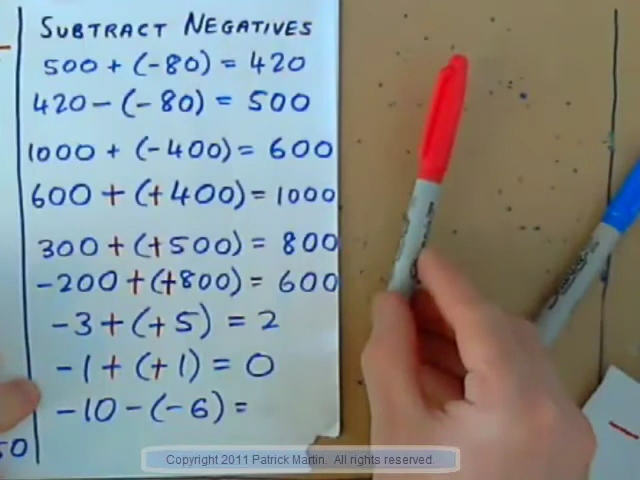 SUBTRACT NEGATIVES
500 + (-80) = 420
420 - (-80) = 500
1000 + (-400) = 600
600 + (+400) = 1000
300 + (+500) = 800
-200 + (+800) = 600
-3 + (+5) = 2
-1 + (+1) = 0
-10 - (-6) =
50
Copyright 2011 Patrick Martin. All rights reserved.